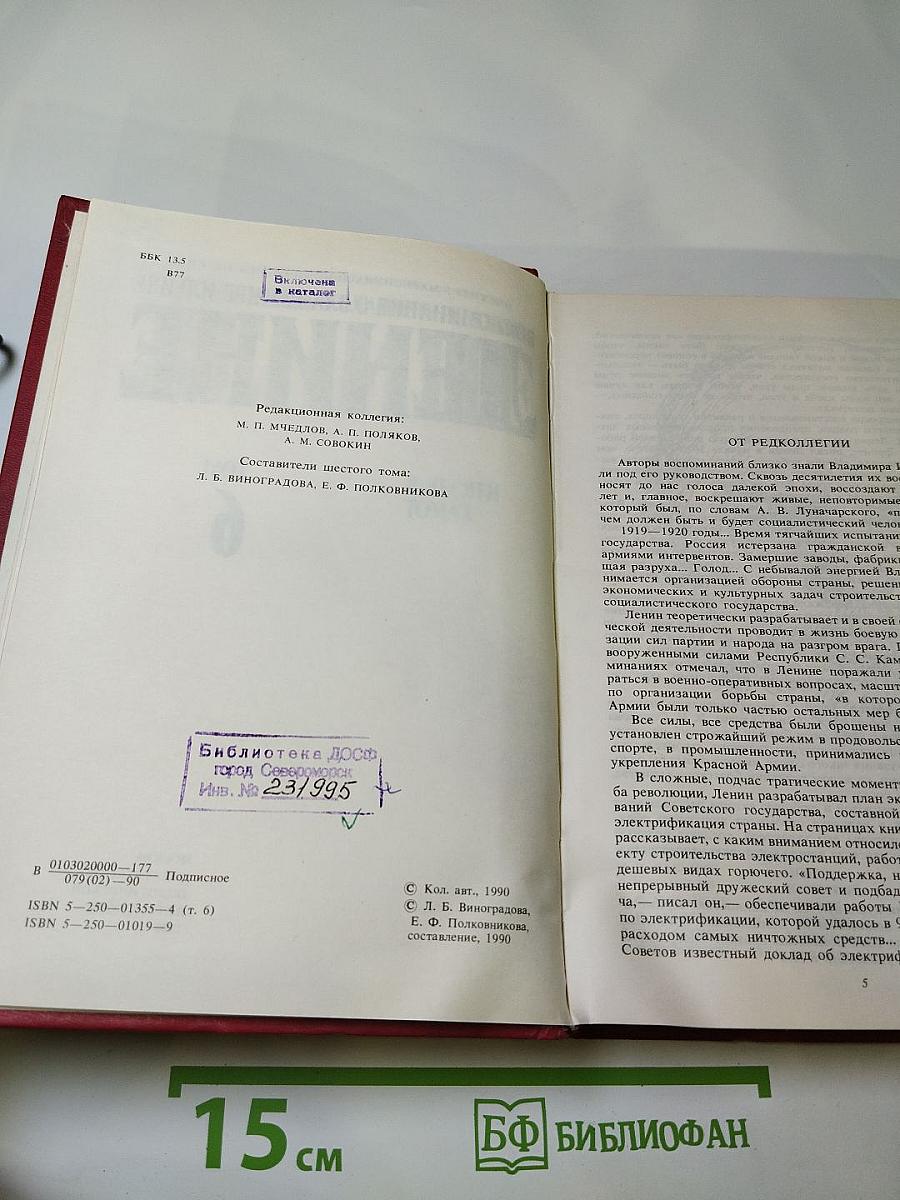 ББК 13.5
В77
Включена
в каталог
Редакционная коллегия:
М. П. МЧЕДЛОВ, А. П. ПОЛЯКОВ,
А. М. СОВОКИН
Составители шестого тома:
Л. Б. ВИНОГРАДОВА, Е. Ф. ПОЛКОВНИКОВА
Библиотека ДОСФ
город Североморск
Инв. № 231995
В 0103020000—177
079(02)—90 Подписное
ISBN 5—250—01355—4 (т. 6)
ISBN 5—250—01019—9
© Кол. авт., 1990
© Л. Б. Виноградова,
Е. Ф. Полковникова,
составление, 1990
ОТ РЕДКОЛЛЕГИИ
Авторы воспоминаний близко знали Владимира
ли под его руководством. Сквозь десятилетия их
носят до нас голоса далекой эпохи, воссоздают
лет и, главное, воскрешают живые, неповторимые
который был, по словам А. В. Луначарского,
чем должен быть и будет социалистический
1919—1920 годы... Время тягчайших
государства. Россия истерзана гражданской
армиями интервентов. Замершие заводы,
щая разруха... Голод... С небывалой энергией
нимается организацией обороны страны,
экономических и культурных задач
социалистического государства.
Ленин теоретически разрабатывает и в своей
ческой деятельности проводит в жизнь боевую
зации сил партии и народа на разгром врага.
вооруженными силами Республики С. С.
минаниях отмечал, что в Ленине поражали
раться в военно-оперативных вопросах,
по организации борьбы страны, «в
Армии были только частью остальных мер
Все силы, все средства были брошены
установлен строжайший режим в
спорте, в промышленности, принимались
укрепления Красной Армии.
В сложные, подчас трагические
ба революции, Ленин разрабатывал план
ваний Советского государства, составной
электрификация страны. На страницах
рассказывает, с каким вниманием
екту строительства электростанций,
дешевых видах горючего. «Поддержка,
непрерывный дружеский совет и
ча,— писал он,— обеспечивали работы
по электрификации, которой удалось в
расходом самых ничтожных средств...
Советов известный доклад об
5
15 см
БФ БИБЛИОФАН